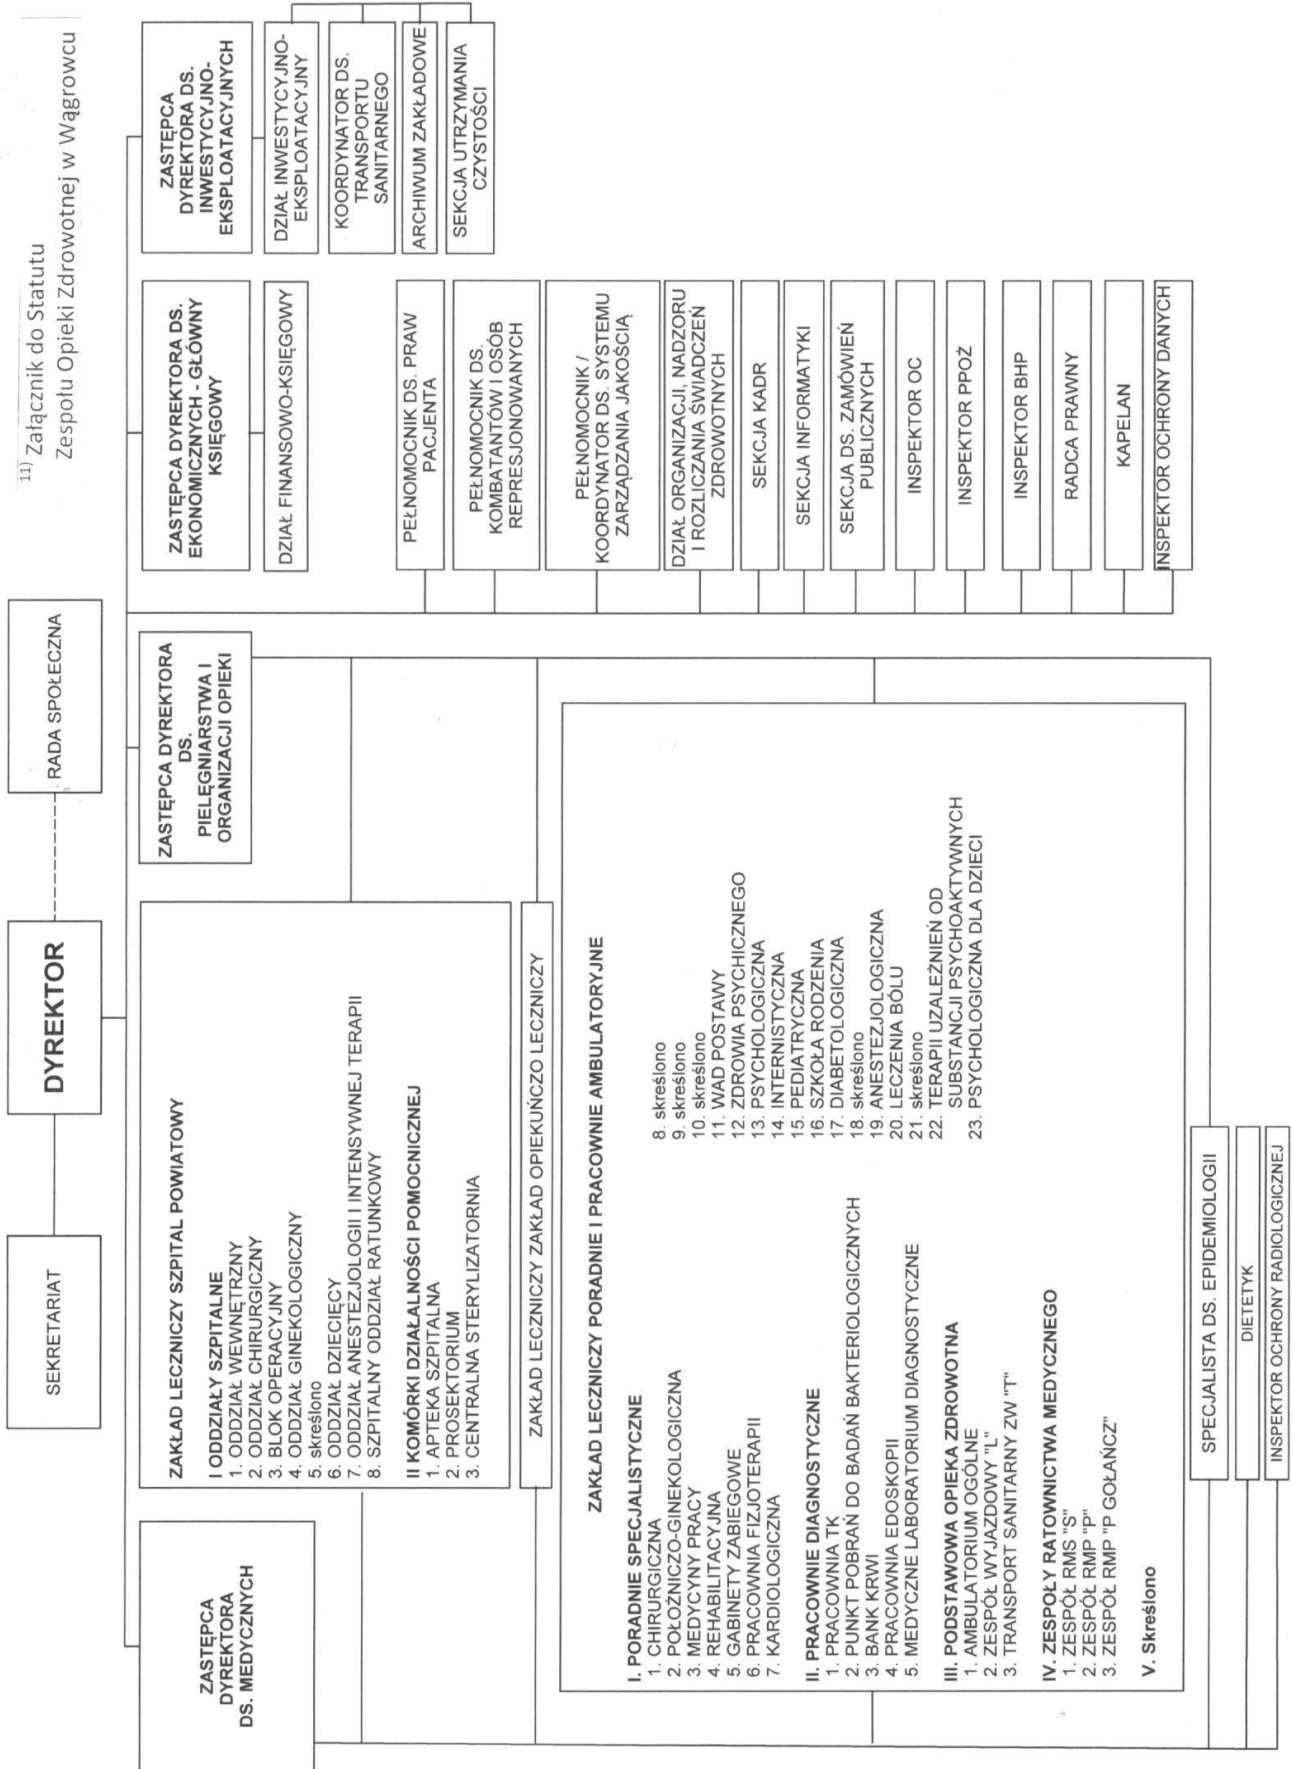 11) Załącznik do Statutu
Zespołu Opieki Zdrowotnej w Wągrowcu
SEKRETARIAT
DYREKTOR
RADA SPOŁECZNA
ZASTĘPCA
DYREKTORA
DS. MEDYCZNYCH
ZAKŁAD LECZNICZY SZPITAL POWIATOWY
I ODDZIAŁY SZPITALNE
1. ODDZIAŁ WEWNĘTRZNY
2. ODDZIAŁ CHIRURGICZNY
3. BLOK OPERACYJNY
4. ODDZIAŁ GINEKOLOGICZNY
5. skreślono
6. ODDZIAŁ DZIECIĘCY
7. ODDZIAŁ ANESTEZJOLOGII I INTENSYWNEJ TERAPII
8. SZPITALNY ODDZIAŁ RATUNKOWY
II KOMÓRKI DZIAŁALNOŚCI POMOCNICZEJ
1. APTEKA SZPITALNA
2. PROSEKTORIUM
3. CENTRALNA STERYLIZATORNIA
ZAKŁAD LECZNICZY ZAKŁAD OPIEKUŃCZO LECZNICZY
ZAKŁAD LECZNICZY PORADNIE I PRACOWNIE AMBULATORYJNE
I. PORADNIE SPECJALISTYCZNE
1. CHIRURGICZNA
2. POŁOŻNICZO-GINEKOLOGICZNA
3. MEDYCYNY PRACY
4. REHABILITACYJNA
5. GABINETY ZABIEGOWE
6. PRACOWNIA FIZJOTERAPII
7. KARDIOLOGICZNA
8. skreślono
9. skreślono
10. skreślono
11. WAD POSTAWY
12. ZDROWIA PSYCHICZNEGO
13. PSYCHOLOGICZNA
14. INTERNISTYCZNA
15. PEDIATRYCZNA
16. SZKOŁA RODZENIA
17. DIABETOLOGICZNA
18. skreślono
19. ANESTEZJOLOGICZNA
20. LECZENIA BÓLU
21. skreślono
22. TERAPII UZALEŻNIEŃ OD
SUBSTANCJI PSYCHOAKTYWNYCH
23. PSYCHOLOGICZNA DLA DZIECI
II. PRACOWNIE DIAGNOSTYCZNE
1. PRACOWNIA TK
2. PUNKT POBRAŃ DO BADAŃ BAKTERIOLOGICZNYCH
3. BANK KRWI
4. PRACOWNIA EDOSKOPII
5. MEDYCZNE LABORATORIUM DIAGNOSTYCZNE
III. PODSTAWOWA OPIEKA ZDROWOTNA
1. AMBULATORIUM OGÓLNE
2. ZESPÓŁ WYJAZDOWY "L"
3. TRANSPORT SANITARNY ZW "T"
IV. ZESPOŁY RATOWNICTWA MEDYCZNEGO
1. ZESPÓŁ RMS "S"
2. ZESPÓŁ RMP "P"
3. ZESPÓŁ RMP "P GOŁAŃCZ"
V. Skreślono
SPECJALISTA DS. EPIDEMIOLOGII
DIETETYK
INSPEKTOR OCHRONY RADIOLOGICZNEJ
ZASTĘPCA DYREKTORA
DS.
PIELĘGNIARSTWA I
ORGANIZACJI OPIEKI
ZASTĘPCA DYREKTORA DS.
EKONOMICZNYCH - GŁÓWNY
KSIĘGOWY
DZIAŁ FINANSOWO-KSIĘGOWY
PEŁNOMOCNIK DS. PRAW
PACJENTA
PEŁNOMOCNIK DS.
KOMBATANTÓW I OSÓB
REPRESJONOWANYCH
PEŁNOMOCNIK /
KOORDYNATOR DS. SYSTEMU
ZARZĄDZANIA JAKOŚCIĄ
DZIAŁ ORGANIZACJI, NADZORU
I ROZLICZANIA ŚWIADCZEŃ
ZDROWOTNYCH
SEKCJA KADR
SEKCJA INFORMATYKI
SEKCJA DS. ZAMÓWIEŃ
PUBLICZNYCH
INSPEKTOR OC
INSPEKTOR PPOŻ
INSPEKTOR BHP
RADCA PRAWNY
KAPELAN
INSPEKTOR OCHRONY DANYCH
ZASTĘPCA
DYREKTORA DS.
INWESTYCYJNO-
EKSPLOATACYJNYCH
DZIAŁ INWESTYCYJNO-
EKSPLOATACYJNY
KOORDYNATOR DS.
TRANSPORTU
SANITARNEGO
ARCHIWUM ZAKŁADOWE
SEKCJA UTRZYMANIA
CZYSTOŚCI